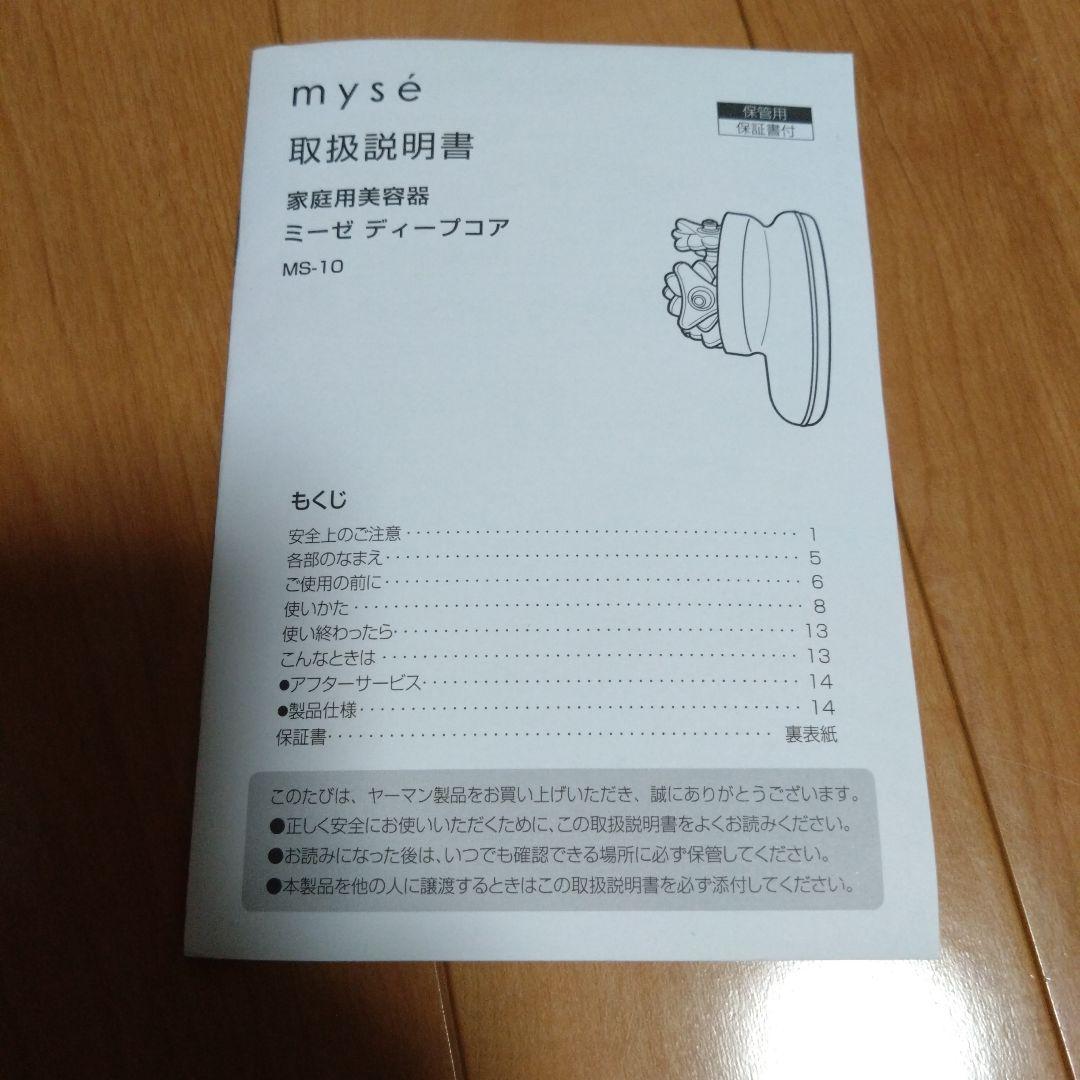 mysé
保管用
保証書付
取扱説明書
家庭用美容器
ミーゼ ディープコア
MS-10
もくじ
安全上のご注意 1
各部のなまえ 5
ご使用の前に 6
使いかた 8
使い終わったら 13
こんなときは 13
●アフターサービス 14
●製品仕様 14
保証書 裏表紙
このたびは、ヤーマン製品をお買い上げいただき、誠にありがとうございます。
●正しく安全にお使いいただくために、この取扱説明書をよくお読みください。
●お読みになった後は、いつでも確認できる場所に必ず保管してください。
●本製品を他の人に譲渡するときはこの取扱説明書を必ず添付してください。